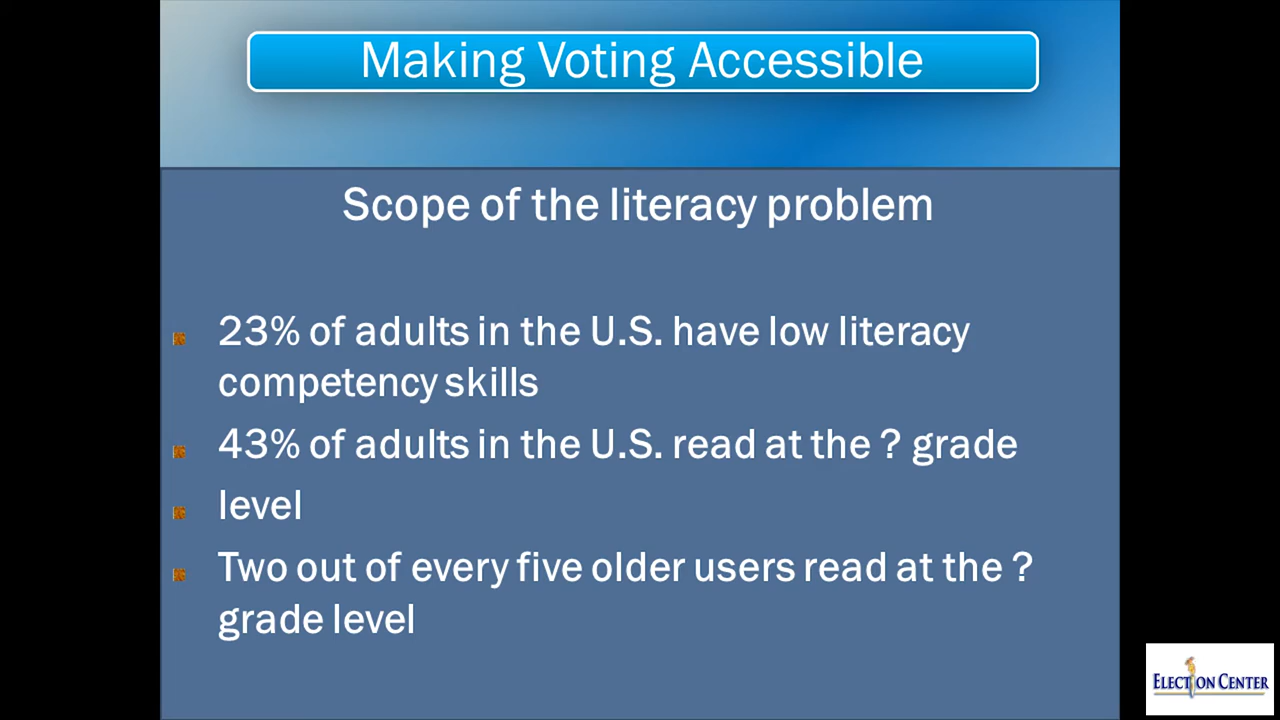 Making Voting Accessible
Scope of the literacy problem
23% of adults in the U.S. have low literacy
competency skills
43% of adults in the U.S. read at the ? grade
level
Two out of every five older users read at the ?
grade level
ELECTION CENTER